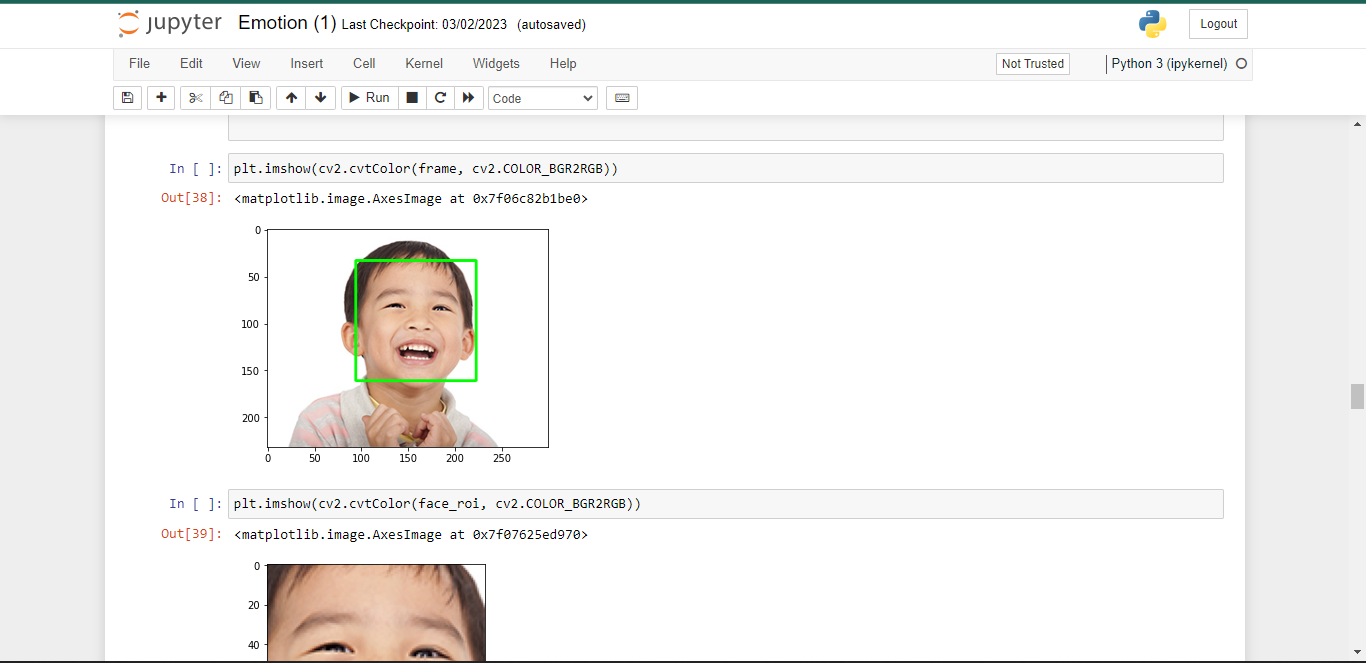 jupyter Emotion (1) Last Checkpoint: 03/02/2023 (autosaved) Logout
File Edit View Insert Cell Kernel Widgets Help Not Trusted Python 3 (ipykernel)
Run Code
In [ ]: plt.imshow(cv2.cvtColor(frame, cv2.COLOR_BGR2RGB))
Out[38]: <matplotlib.image.AxesImage at 0x7f06c82b1be0>
0
50
100
150
200
0 50 100 150 200 250
In [ ]: plt.imshow(cv2.cvtColor(face_roi, cv2.COLOR_BGR2RGB))
Out[39]: <matplotlib.image.AxesImage at 0x7f07625ed970>
0
20
40